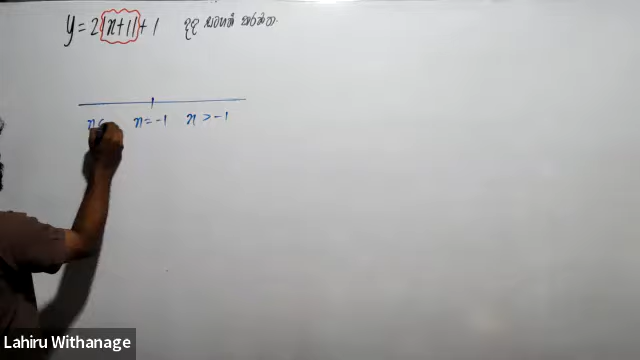 y = 2|x+1| + 1
x< x = -1 x > -1
Lahiru Withanage